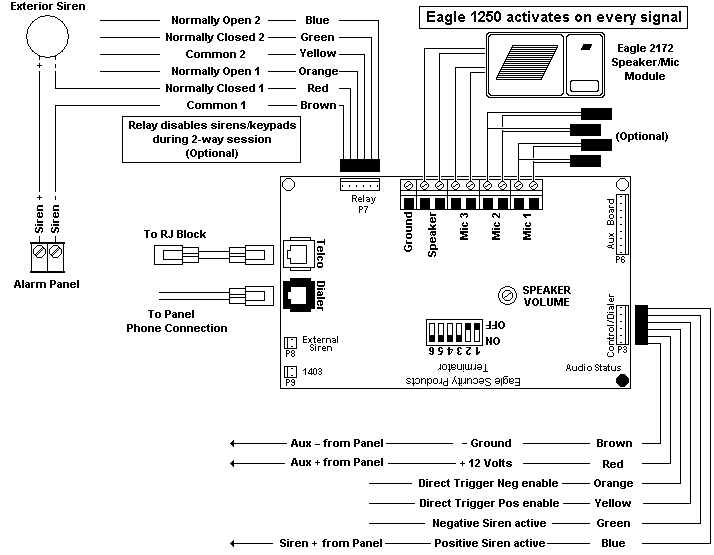 Exterior Siren
+ -
Normally Open 2 Blue
Normally Closed 2 Green
Common 2 Yellow
Normally Open 1 Orange
Normally Closed 1 Red
Common 1 Brown
Relay disables sirens/keypads
during 2-way session
(Optional)
Eagle 1250 activates on every signal
Eagle 2172
Speaker/Mic
Module
(Optional)
Siren +
Siren -
Alarm Panel
Relay
P7
Ground
Speaker
Mic 3
Mic 2
Mic 1
Aux Board
P6
To RJ Block
Telco
To Panel
Phone Connection
Dialer
SPEAKER
VOLUME
Control/Dialer
P3
External
Siren
P8
1403
P9
OFF
ON
1 2 3 4 5 6
Terminator
Eagle Security Products
Audio Status
Aux – from Panel - Ground Brown
Aux + from Panel + 12 Volts Red
Direct Trigger Neg enable Orange
Direct Trigger Pos enable Yellow
Negative Siren active Green
Siren + from Panel Positive Siren active Blue